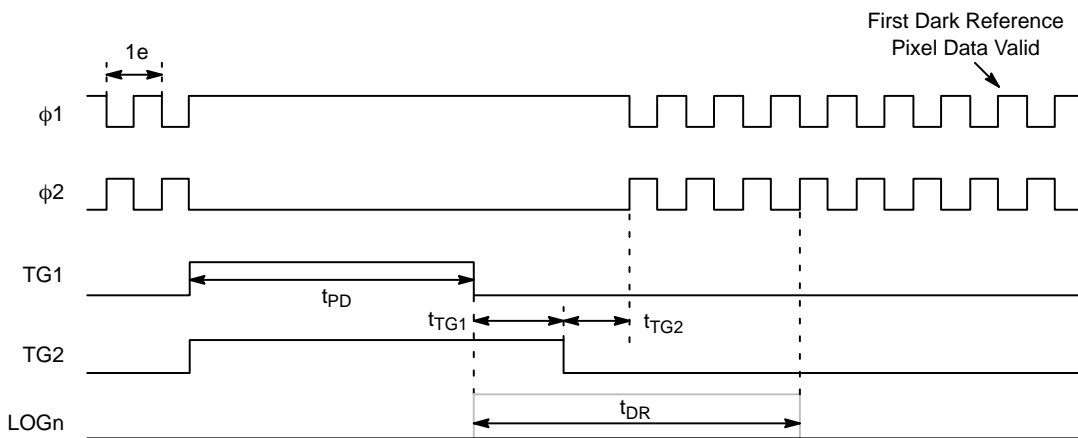 First Dark Reference
Pixel Data Valid
1e
ϕ1
ϕ2
TG1
tPD
tTG1
tTG2
TG2
tDR
LOGn